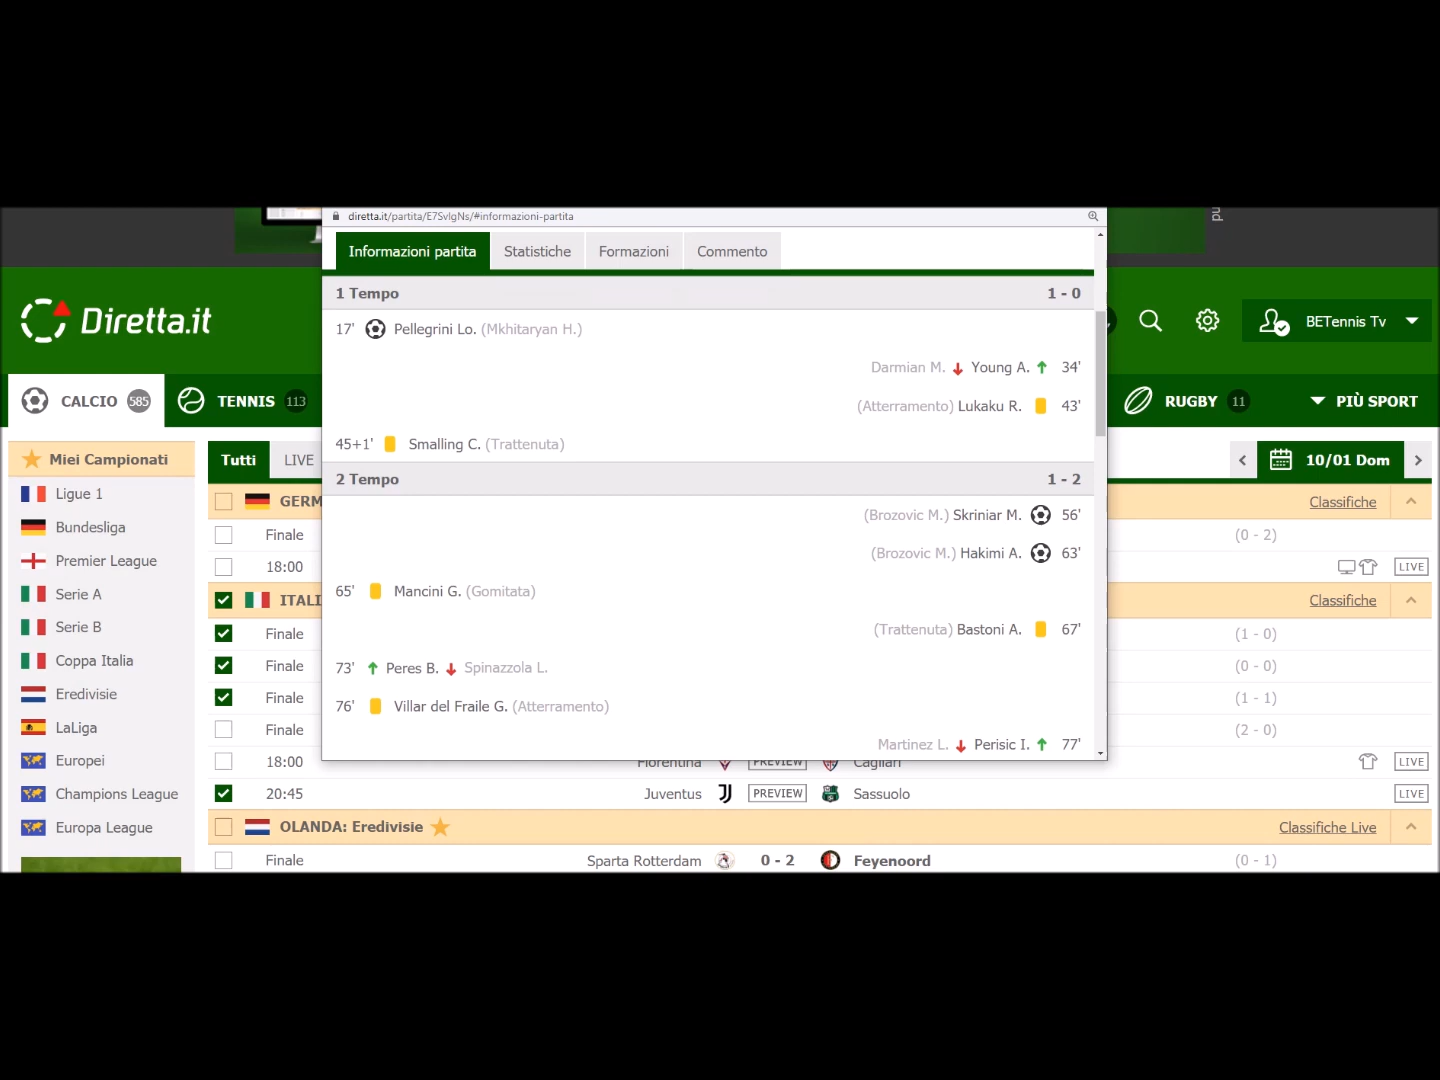 diretta.it/partita/E7SvIgNs/#informazioni-partita
Informazioni partita Statistiche Formazioni Commento
1 Tempo 1 - 0
17' Pellegrini Lo. (Mkhitaryan H.)
Darmian M. Young A. 34'
(Atterramento) Lukaku R. 43'
45+1' Smalling C. (Trattenuta)
2 Tempo 1 - 2
(Brozovic M.) Skriniar M. 56'
(Brozovic M.) Hakimi A. 63'
65' Mancini G. (Gomitata)
(Trattenuta) Bastoni A. 67'
73' Peres B. Spinazzola L.
76' Villar del Fraile G. (Atterramento)
Martinez L. Perisic I. 77'
Diretta.it
BETennis Tv
CALCIO 585 TENNIS 113 RUGBY 11 PIÙ SPORT
Miei Campionati
Ligue 1
Bundesliga
Premier League
Serie A
Serie B
Coppa Italia
Eredivisie
LaLiga
Europei
Champions League
Europa League
Tutti LIVE 10/01 Dom
GERM Classifiche
Finale (0 - 2)
18:00 LIVE
ITALI Classifiche
Finale (1 - 0)
Finale (0 - 0)
Finale (1 - 1)
Finale (2 - 0)
18:00 Fiorentina PREVIEW Cagliari LIVE
20:45 Juventus PREVIEW Sassuolo LIVE
OLANDA: Eredivisie Classifiche Live
Finale Sparta Rotterdam 0 - 2 Feyenoord (0 - 1)